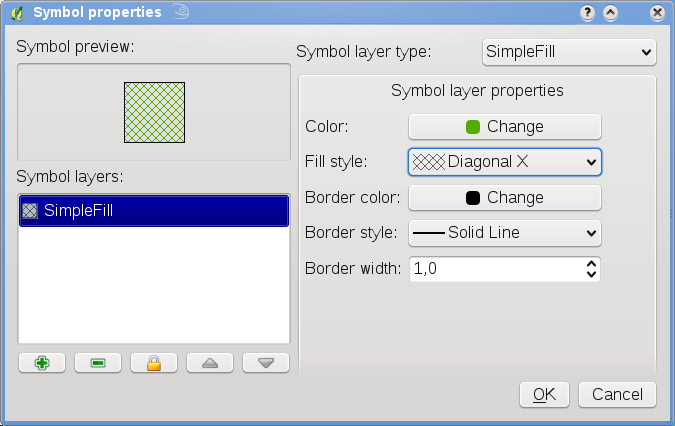 Symbol properties
Symbol preview:
Symbol layers:
SimpleFill
Symbol layer type: SimpleFill
Symbol layer properties
Color: Change
Fill style: Diagonal X
Border color: Change
Border style: Solid Line
Border width: 1,0
OK Cancel